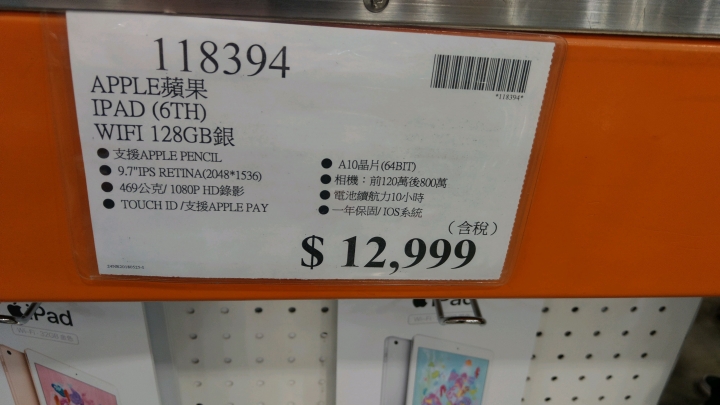 118394
*118394*
APPLE蘋果
IPAD (6TH)
WIFI 128GB銀
● 支援APPLE PENCIL
● 9.7"IPS RETINA(2048*1536)
● 469公克/ 1080P HD錄影
● TOUCH ID /支援APPLE PAY
● A10晶片(64BIT)
● 相機：前120萬後800萬
● 電池續航力10小時
● 一年保固/ IOS系統
（含稅）
$ 12,999
iPad
iPad